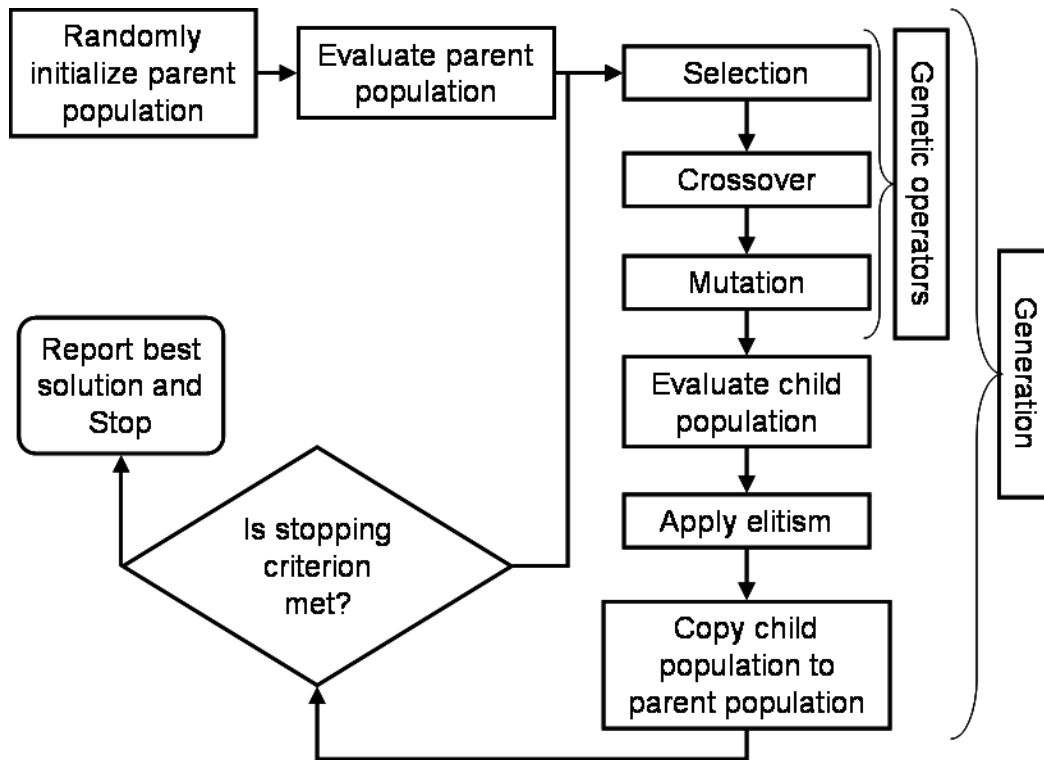 Randomly
initialize parent
population
Evaluate parent
population
Selection
Crossover
Mutation
Genetic operators
Evaluate child
population
Apply elitism
Copy child
population to
parent population
Generation
Is stopping
criterion
met?
Report best
solution and
Stop